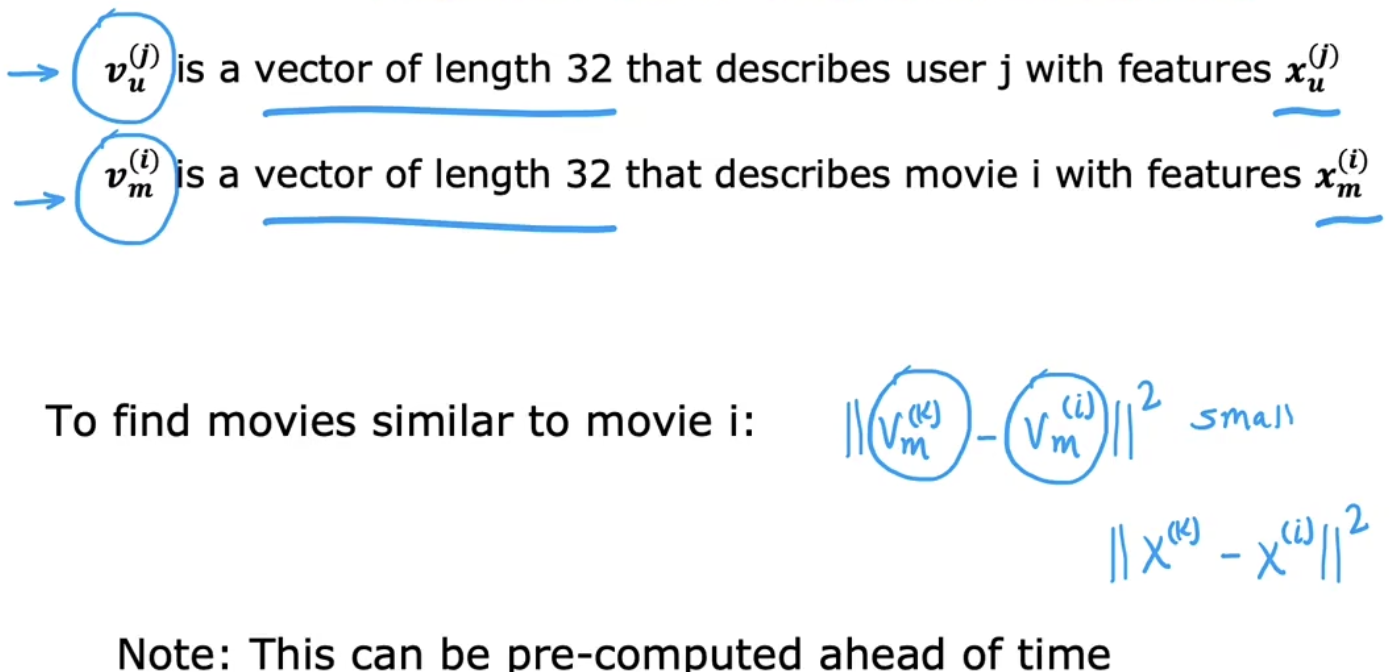 → v_u^(j) is a vector of length 32 that describes user j with features x_u^(j)
→ v_m^(i) is a vector of length 32 that describes movie i with features x_m^(i)
To find movies similar to movie i: ||v_m^(k) - v_m^(i)||^2 small
||x^(k) - x^(i)||^2
Note: This can be pre-computed ahead of time